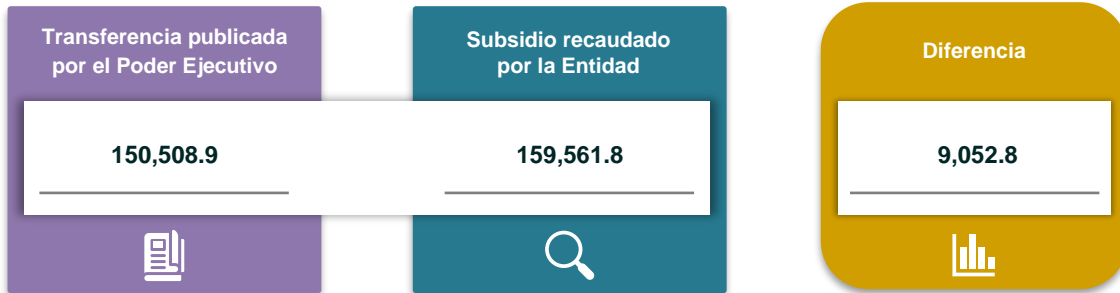 Transferencia publicada
por el Poder Ejecutivo
150,508.9
Subsidio recaudado
por la Entidad
159,561.8
Diferencia
9,052.8